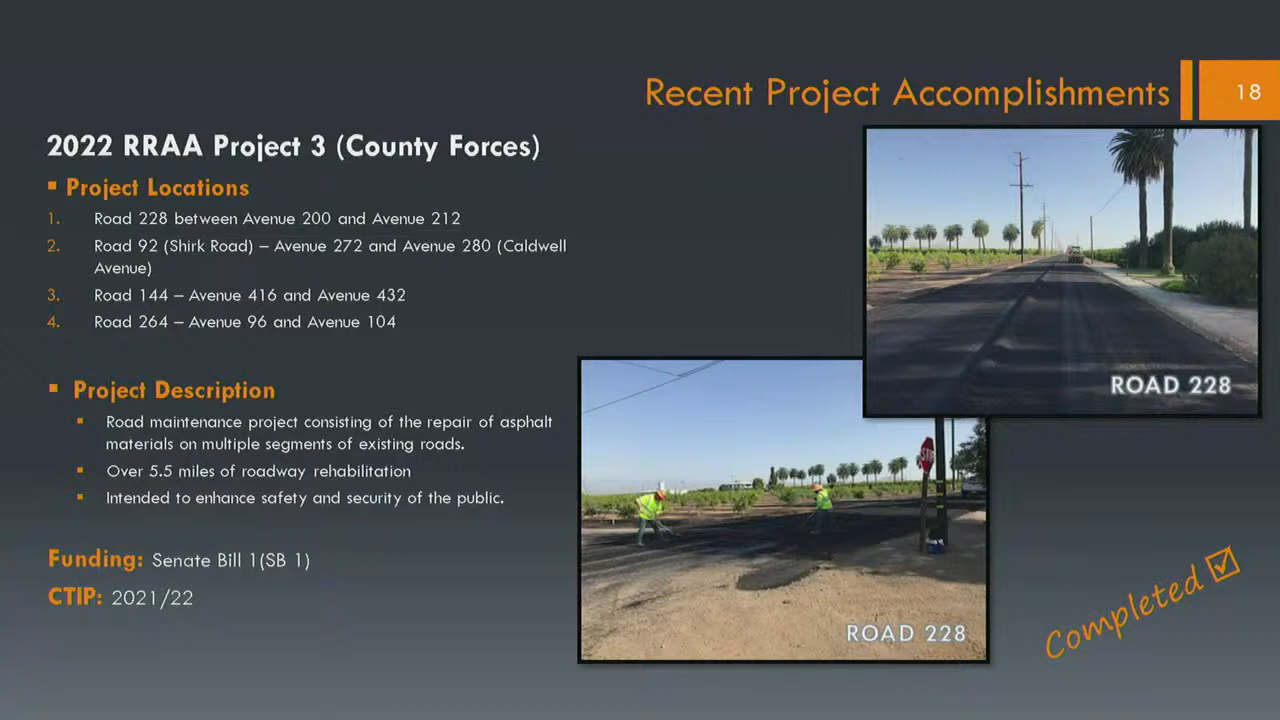 Recent Project Accomplishments
18
2022 RRAA Project 3 (County Forces)
Project Locations
1. Road 228 between Avenue 200 and Avenue 212
2. Road 92 (Shirk Road) – Avenue 272 and Avenue 280 (Caldwell
Avenue)
3. Road 144 – Avenue 416 and Avenue 432
4. Road 264 – Avenue 96 and Avenue 104
Project Description
Road maintenance project consisting of the repair of asphalt
materials on multiple segments of existing roads.
Over 5.5 miles of roadway rehabilitation
Intended to enhance safety and security of the public.
Funding: Senate Bill 1(SB 1)
CTIP: 2021/22
ROAD 228
STOP
ROAD 228
Completed